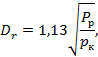 D_r = 1,13 √(P_р / p_к),